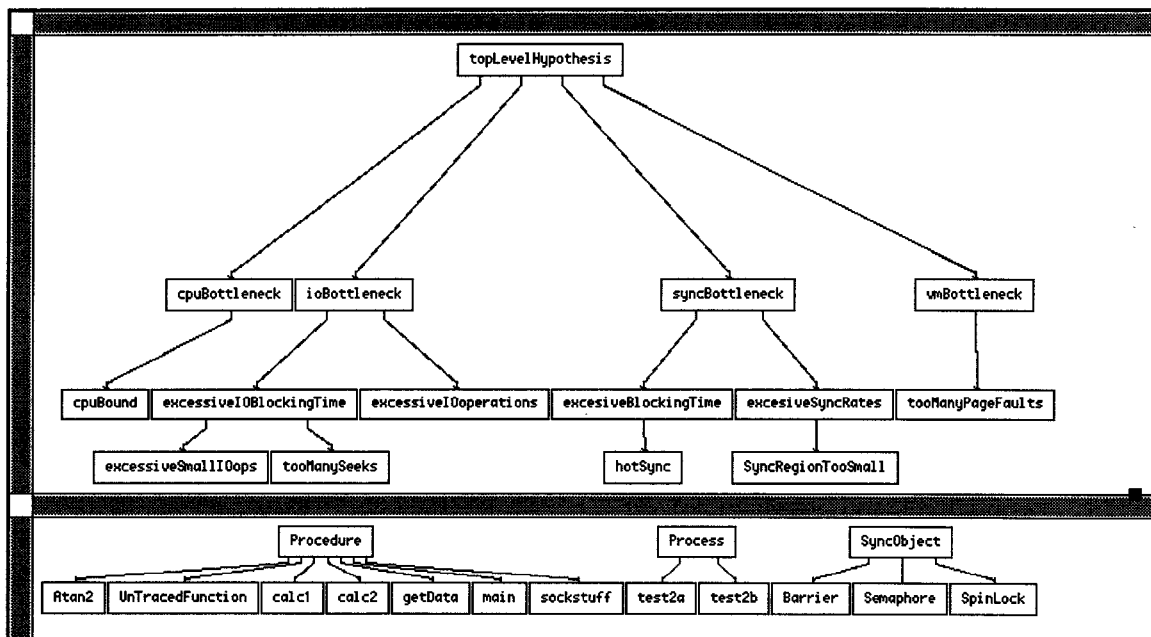 topLevelHypothesis
cpuBottleneck ioBottleneck syncBottleneck vmBottleneck
cpuBound excessiveIOBlockingTime excessiveIOoperations excesiveBlockingTime excesiveSyncRates tooManyPageFaults
excessiveSmallIOops tooManySeeks hotSync SyncRegionTooSmall
Procedure Process SyncObject
Atan2 UnTracedFunction calc1 calc2 getData main sockstuff test2a test2b Barrier Semaphore SpinLock